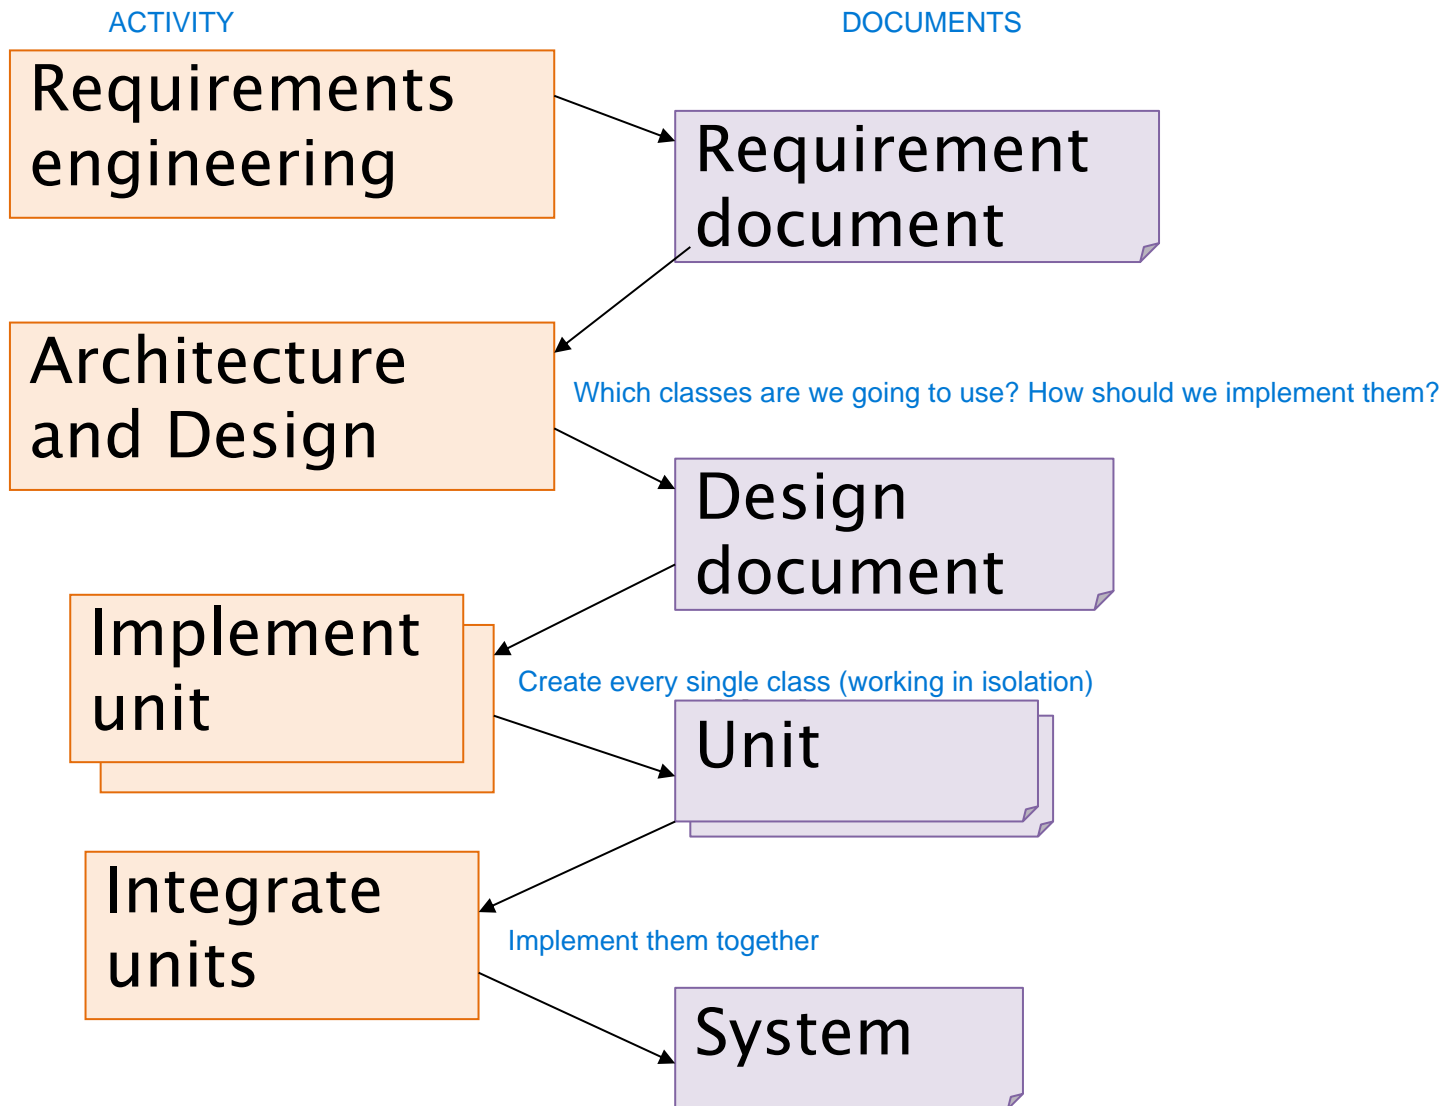 ACTIVITY
DOCUMENTS
Requirements
engineering
Requirement
document
Architecture
and Design
Which classes are we going to use? How should we implement them?
Design
document
Implement
unit
Create every single class (working in isolation)
Unit
Integrate
units
Implement them together
System